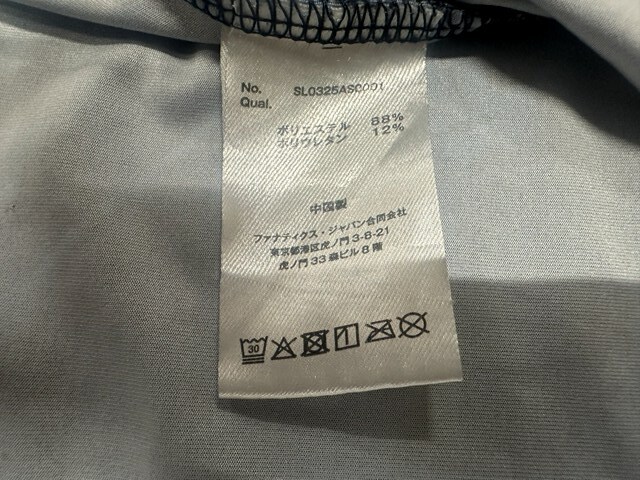 No. SL0325AS0001
Qual.
ポリエステル 88%
ポリウレタン 12%
中国製
ファナティクス・ジャパン合同会社
東京都港区虎ノ門3-8-21
虎ノ門33森ビル8階
30